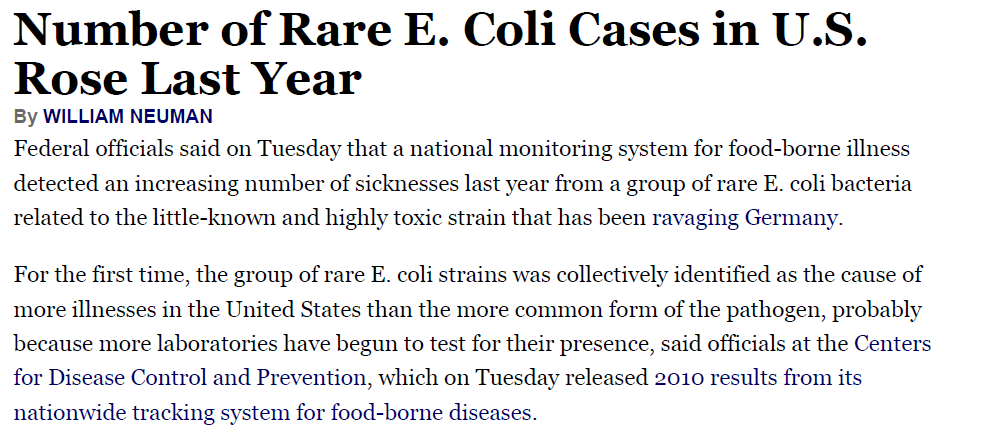 Number of Rare E. Coli Cases in U.S.
Rose Last Year
By WILLIAM NEUMAN
Federal officials said on Tuesday that a national monitoring system for food-borne illness
detected an increasing number of sicknesses last year from a group of rare E. coli bacteria
related to the little-known and highly toxic strain that has been ravaging Germany.
For the first time, the group of rare E. coli strains was collectively identified as the cause of
more illnesses in the United States than the more common form of the pathogen, probably
because more laboratories have begun to test for their presence, said officials at the Centers
for Disease Control and Prevention, which on Tuesday released 2010 results from its
nationwide tracking system for food-borne diseases.